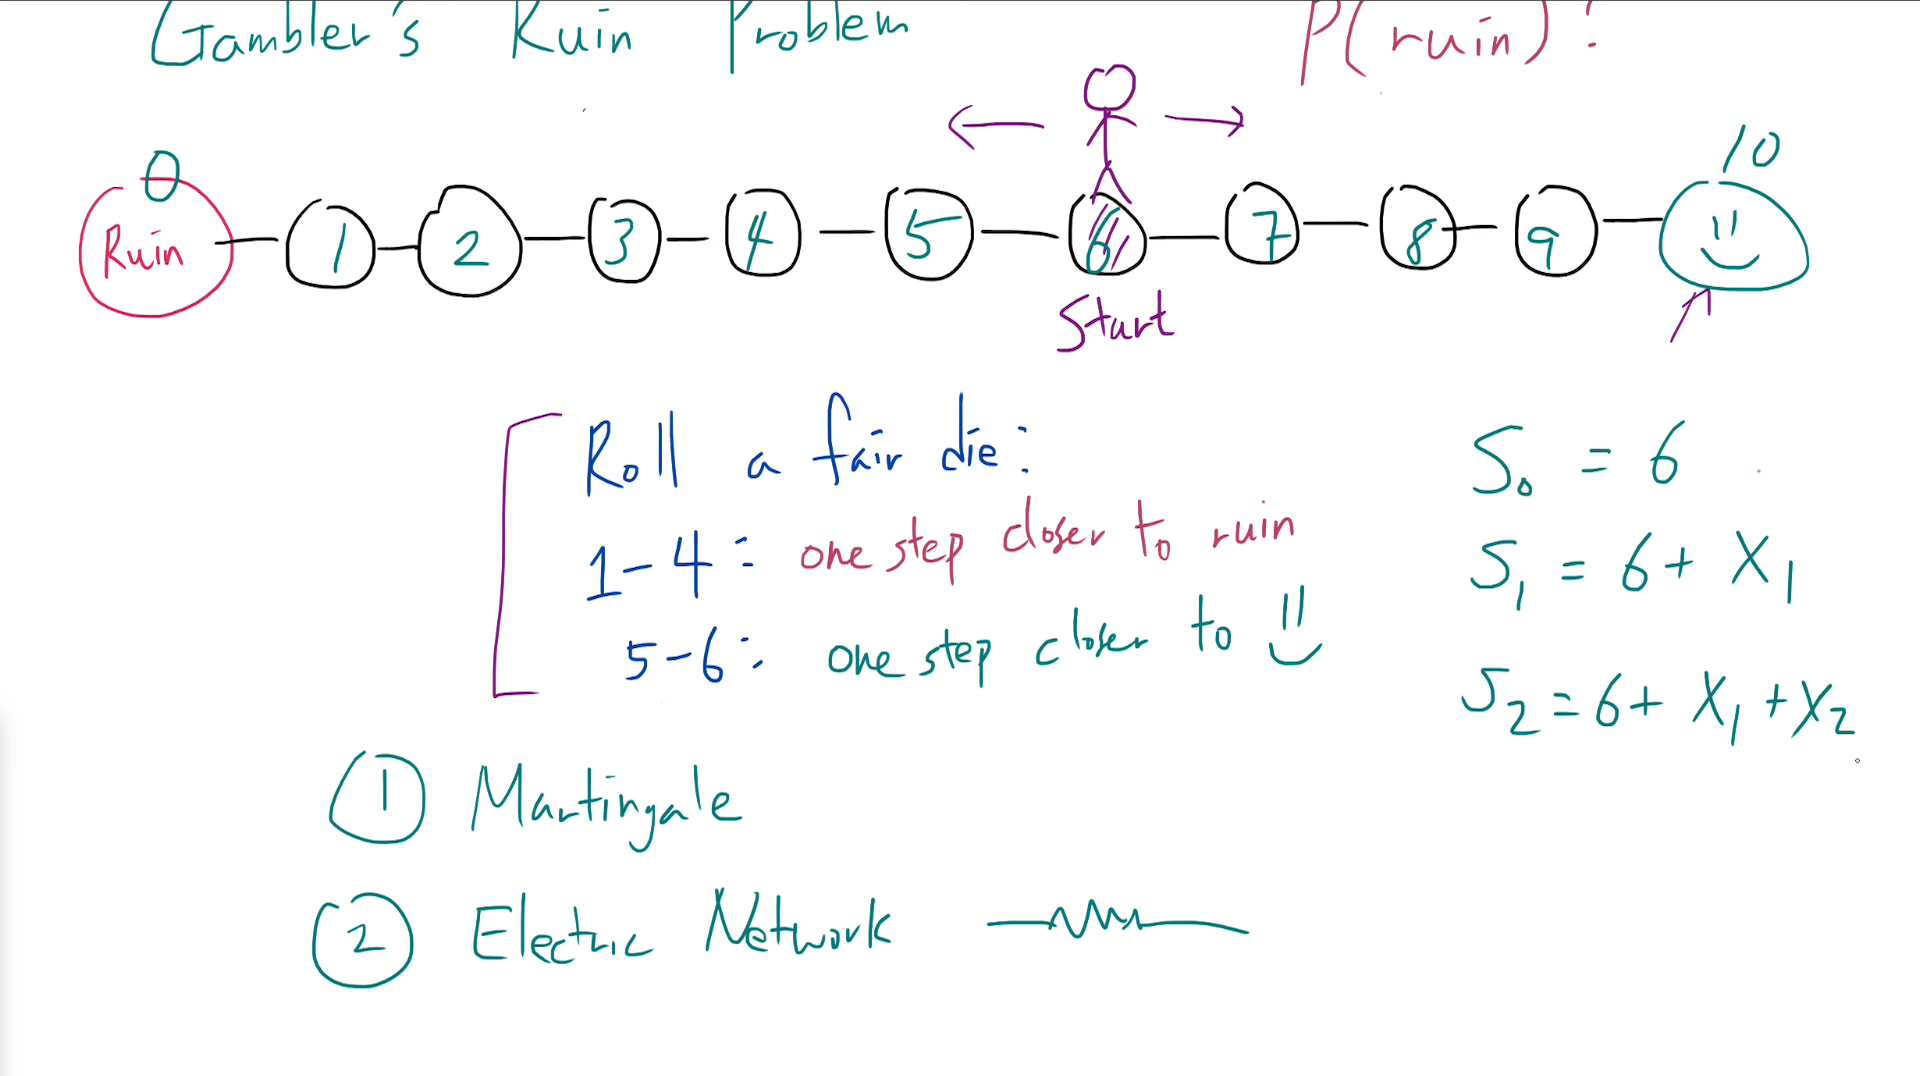 Gambler's Ruin Problem
P(ruin)?
0
10
Ruin 1 2 3 4 5 6 7 8 9
Start
Roll a fair die:
1-4: one step closer to ruin
5-6: one step closer to
S₀ = 6
S₁ = 6 + X₁
S₂ = 6 + X₁ + X₂
1 Martingale
2 Electric Network